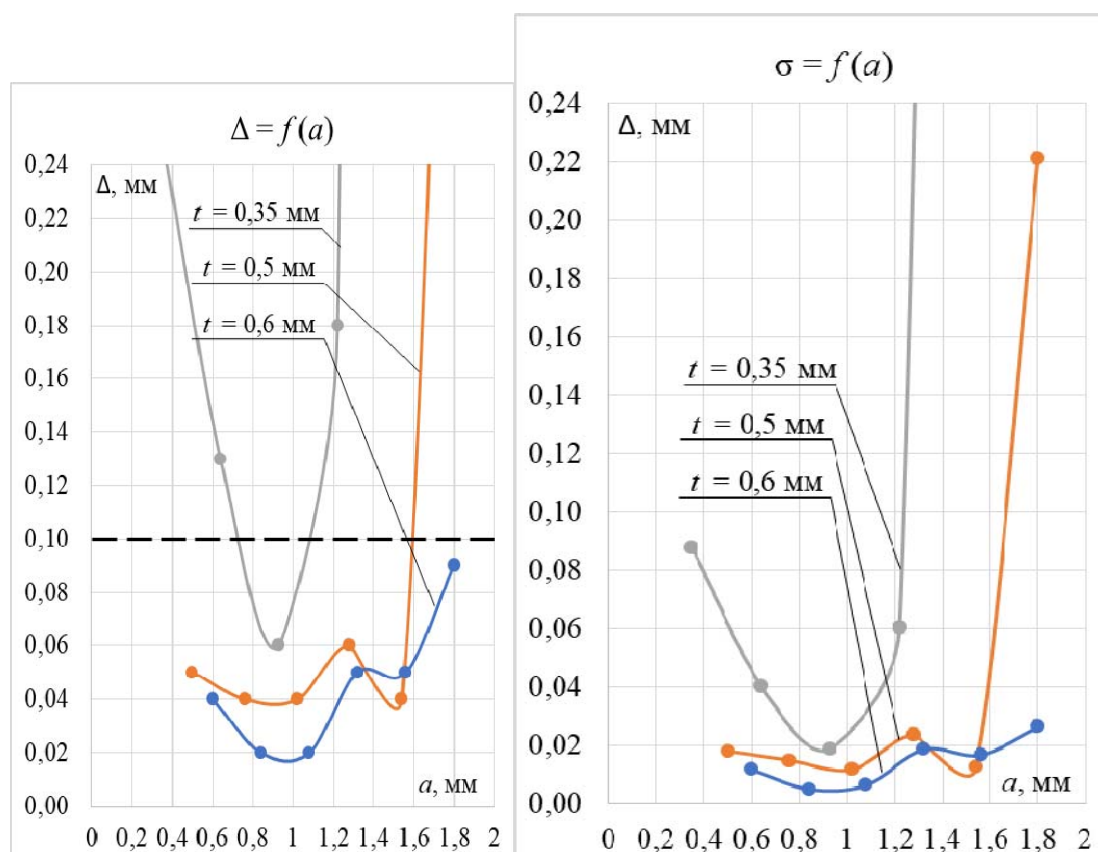 Δ = f(a)
0,24
0,22
0,20
0,18
0,16
0,14
0,12
0,10
0,08
0,06
0,04
0,02
0,00
Δ, мм
t = 0,35 мм
t = 0,5 мм
t = 0,6 мм
a, мм
0 0,2 0,4 0,6 0,8 1 1,2 1,4 1,6 1,8 2
σ = f(a)
0,24
0,22
0,20
0,18
0,16
0,14
0,12
0,10
0,08
0,06
0,04
0,02
0,00
Δ, мм
t = 0,35 мм
t = 0,5 мм
t = 0,6 мм
a, мм
0 0,2 0,4 0,6 0,8 1 1,2 1,4 1,6 1,8 2